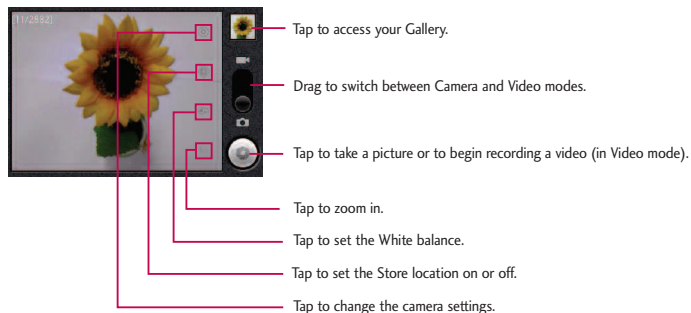 [11/2882]
Tap to access your Gallery.
Drag to switch between Camera and Video modes.
Tap to take a picture or to begin recording a video (in Video mode).
Tap to zoom in.
Tap to set the White balance.
Tap to set the Store location on or off.
Tap to change the camera settings.